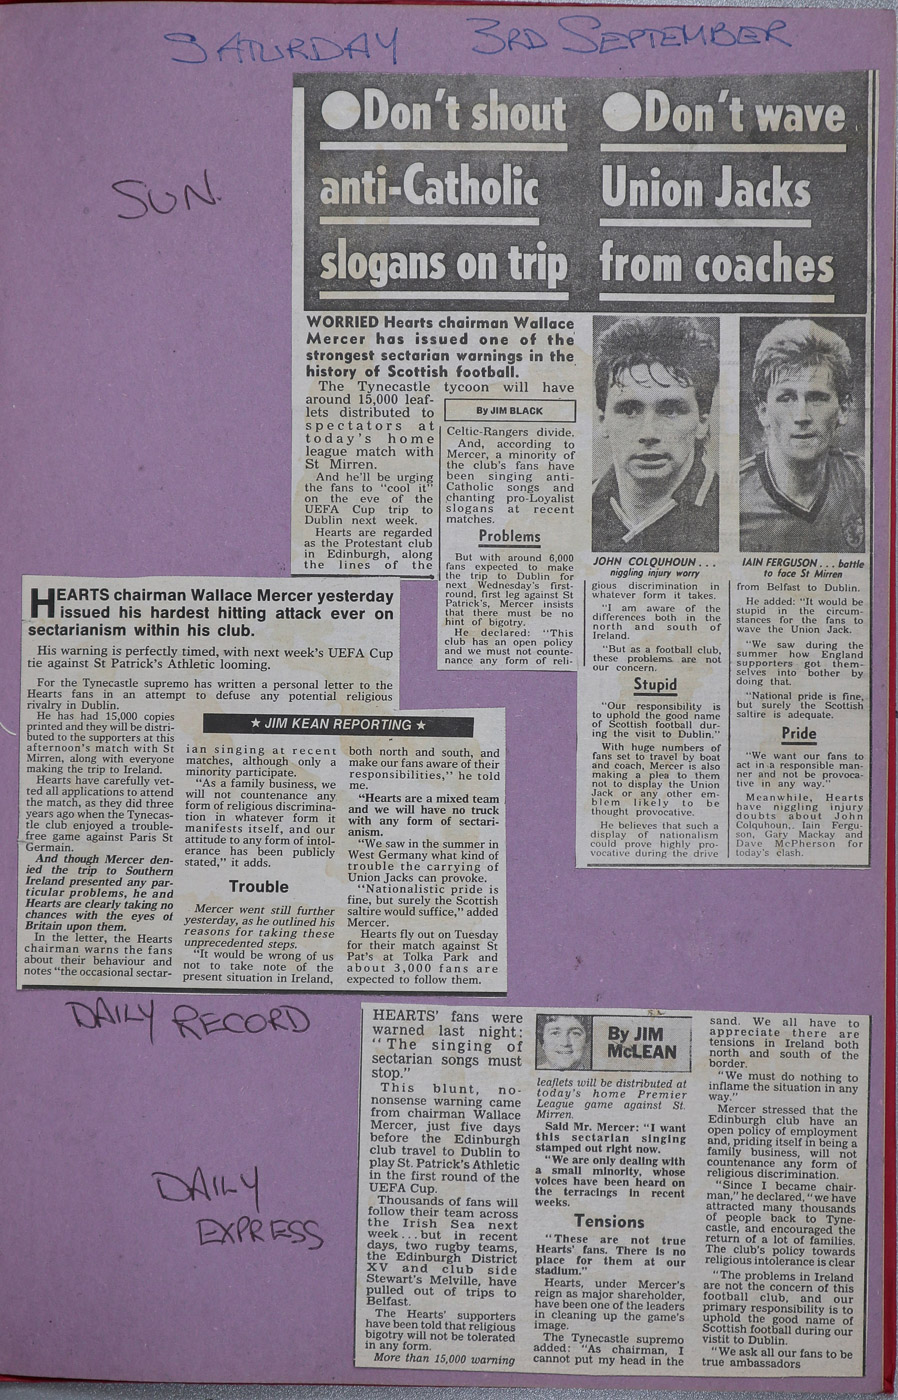 SATURDAY 3RD SEPTEMBER
SUN.
●Don't shout
anti-Catholic
slogans on trip
●Don't wave
Union Jacks
from coaches
WORRIED Hearts chairman Wallace
Mercer has issued one of the
strongest sectarian warnings in the
history of Scottish football.
The Tynecastle tycoon will have
around 15,000 leaf-
lets distributed to
spectators at
today's home
league match with
St Mirren.
And he'll be urging
the fans to "cool it"
on the eve of the
UEFA Cup trip to
Dublin next week.
Hearts are regarded
as the Protestant club
in Edinburgh, along
the lines of the
By JIM BLACK
Celtic-Rangers divide.
And, according to
Mercer, a minority of
the club's fans have
been singing anti-
Catholic songs and
chanting pro-Loyalist
slogans at recent
matches.
Problems
But with around 6,000
fans expected to make
the trip to Dublin for
next Wednesday's first-
round, first leg against St
Patrick's, Mercer insists
that there must be no
hint of bigotry.
He declared: "This
club has an open policy
and we must not counte-
nance any form of reli-
JOHN COLQUHOUN . . .
niggling injury worry
gious discrimination in
whatever form it takes.
"I am aware of the
differences both in the
north and south of
Ireland.
"But as a football club,
these problems are not
our concern.
Stupid
"Our responsibility is
to uphold the good name
of Scottish football dur-
ing the visit to Dublin."
With huge numbers of
fans set to travel by boat
and coach, Mercer is also
making a plea to them
not to display the Union
Jack or any other em-
blem likely to be
thought provocative.
He believes that such a
display of nationalism
could prove highly pro-
vocative during the drive
IAIN FERGUSON . . . battle
to face St Mirren
from Belfast to Dublin.
He added: "It would be
stupid in the circum-
stances for the fans to
wave the Union Jack.
"We saw during the
summer how England
supporters got them-
selves into bother by
doing that.
"National pride is fine,
but surely the Scottish
saltire is adequate.
Pride
"We want our fans to
act in a responsible man-
ner and not be provoca-
tive in any way."
Meanwhile, Hearts
have niggling injury
doubts about John
Colquhoun, Iain Fergu-
son, Gary Mackay and
Dave McPherson for
today's clash.
HEARTS chairman Wallace Mercer yesterday
issued his hardest hitting attack ever on
sectarianism within his club.
His warning is perfectly timed, with next week's UEFA Cup
tie against St Patrick's Athletic looming.
For the Tynecastle supremo has written a personal letter to the
Hearts fans in an attempt to defuse any potential religious
rivalry in Dublin.
He has had 15,000 copies
printed and they will be distri-
buted to the supporters at this
afternoon's match with St
Mirren, along with everyone
making the trip to Ireland.
Hearts have carefully vet-
ted all applications to attend
the match, as they did three
years ago when the Tynecas-
tle club enjoyed a trouble-
free game against Paris St
Germain.
And though Mercer den-
ied the trip to Southern
Ireland presented any par-
ticular problems, he and
Hearts are clearly taking no
chances with the eyes of
Britain upon them.
In the letter, the Hearts
chairman warns the fans
about their behaviour and
notes "the occasional sectar-
★ JIM KEAN REPORTING ★
ian singing at recent
matches, although only a
minority participate.
"As a family business, we
will not countenance any
form of religious discrimina-
tion in whatever form it
manifests itself, and our
attitude to any form of intol-
erance has been publicly
stated," it adds.
Trouble
Mercer went still further
yesterday, as he outlined his
reasons for taking these
unprecedented steps.
"It would be wrong of us
not to take note of the
present situation in Ireland,
both north and south, and
make our fans aware of their
responsibilities," he told
me.
"Hearts are a mixed team
and we will have no truck
with any form of sectari-
anism.
"We saw in the summer in
West Germany what kind of
trouble the carrying of
Union Jacks can provoke.
"Nationalistic pride is
fine, but surely the Scottish
saltire would suffice," added
Mercer.
Hearts fly out on Tuesday
for their match against St
Pat's at Tolka Park and
about 3,000 fans are
expected to follow them.
DAILY RECORD
DAILY
EXPRESS
HEARTS' fans were
warned last night:
"The singing of
sectarian songs must
stop."
This blunt, no-
nonsense warning came
from chairman Wallace
Mercer, just five days
before the Edinburgh
club travel to Dublin to
play St. Patrick's Athletic
in the first round of the
UEFA Cup.
Thousands of fans will
follow their team across
the Irish Sea next
week . . . but in recent
days, two rugby teams,
the Edinburgh District
XV and club side
Stewart's Melville, have
pulled out of trips to
Belfast.
The Hearts' supporters
have been told that religious
bigotry will not be tolerated
in any form.
More than 15,000 warning
By JIM
McLEAN
leaflets will be distributed at
today's home Premier
League game against St.
Mirren.
Said Mr. Mercer: "I want
this sectarian singing
stamped out right now.
"We are only dealing with
a small minority, whose
voices have been heard on
the terracings in recent
weeks.
Tensions
"These are not true
Hearts' fans. There is no
place for them at our
stadium."
Hearts, under Mercer's
reign as major shareholder,
have been one of the leaders
in cleaning up the game's
image.
The Tynecastle supremo
added: "As chairman, I
cannot put my head in the
sand. We all have to
appreciate there are
tensions in Ireland both
north and south of the
border.
"We must do nothing to
inflame the situation in any
way."
Mercer stressed that the
Edinburgh club have an
open policy of employment
and, priding itself in being a
family business, will not
countenance any form of
religious discrimination.
"Since I became chair-
man," he declared, "we have
attracted many thousands
of people back to Tyne-
castle, and encouraged the
return of a lot of families.
The club's policy towards
religious intolerance is clear
"The problems in Ireland
are not the concern of this
football club, and our
primary responsibility is to
uphold the good name of
Scottish football during our
visit to Dublin.
"We ask all our fans to be
true ambassadors